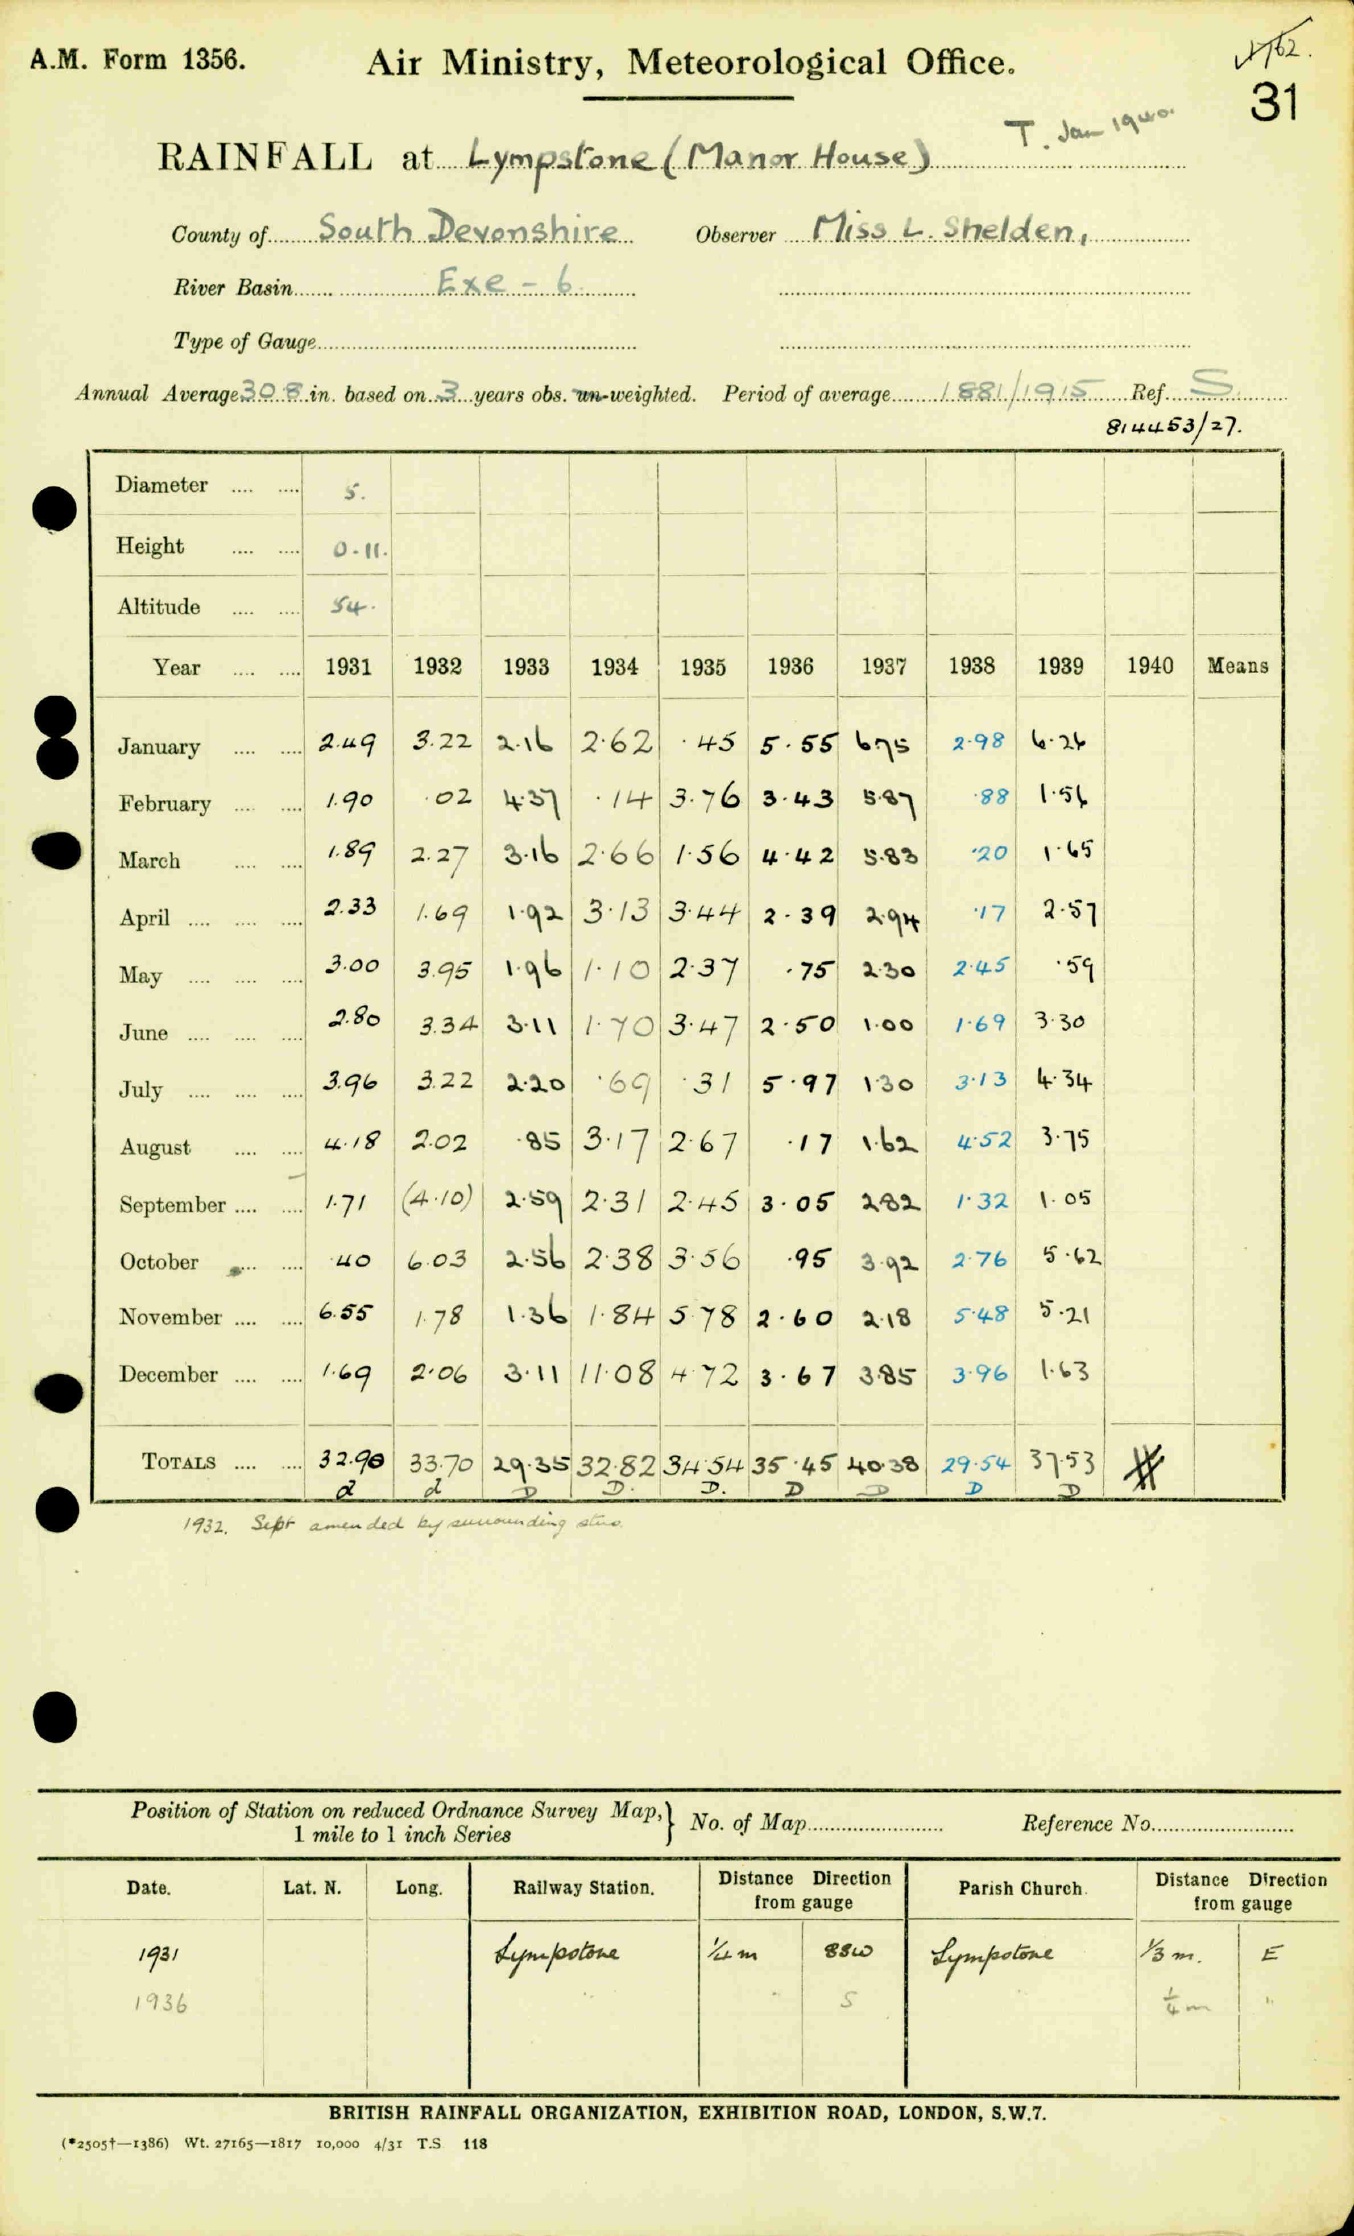 A.M. Form 1356.
Air Ministry, Meteorological Office.
31
RAINFALL at Lympstone (Manor House) T. Jan 1940.
County of South Devonshire Observer Miss L. Shelden,
River Basin Exe - 6
Type of Gauge
Annual Average 30.8 in. based on 3 years obs. un-weighted. Period of average 1881/1915 Ref. S.
814453/27.
Diameter 5.
Height 0-11.
Altitude 54.
Year 1931 1932 1933 1934 1935 1936 1937 1938 1939 1940 Means
January 2.49 3.22 2.16 2.62 .45 5.55 6.75 2.98 6.26
February 1.90 .02 4.37 .14 3.76 3.43 5.87 .88 1.56
March 1.89 2.27 3.16 2.66 1.56 4.42 5.83 .20 1.65
April 2.33 1.69 1.92 3.13 3.44 2.39 2.94 .17 2.57
May 3.00 3.95 1.96 1.10 2.37 .75 2.30 2.45 .59
June 2.80 3.34 3.11 1.70 3.47 2.50 1.00 1.69 3.30
July 3.96 3.22 2.20 .69 .31 5.97 1.30 3.13 4.34
August 4.18 2.02 .85 3.17 2.67 .17 1.62 4.52 3.75
September 1.71 (4.10) 2.59 2.31 2.45 3.05 2.82 1.32 1.05
October .40 6.03 2.56 2.38 3.56 .95 3.92 2.76 5.62
November 6.55 1.78 1.36 1.84 5.78 2.60 2.18 5.48 5.21
December 1.69 2.06 3.11 11.08 4.72 3.67 3.85 3.96 1.63
TOTALS 32.90 33.70 29.35 32.82 34.54 35.45 40.38 29.54 37.53
d d D D. D. D D D D
1932. Sept amended by surrounding stns.
Position of Station on reduced Ordnance Survey Map,} No. of Map Reference No.
1 mile to 1 inch Series
Date. Lat. N. Long. Railway Station. Distance Direction from gauge Parish Church. Distance Direction from gauge
1931 Lympstone 1/4 m SSW Lympstone 1/3 m. E
1936 " " S 1/4 m "
BRITISH RAINFALL ORGANIZATION, EXHIBITION ROAD, LONDON, S.W.7.
(*2505†—1386) Wt. 27165—1817 10,000 4/31 T.S. 118